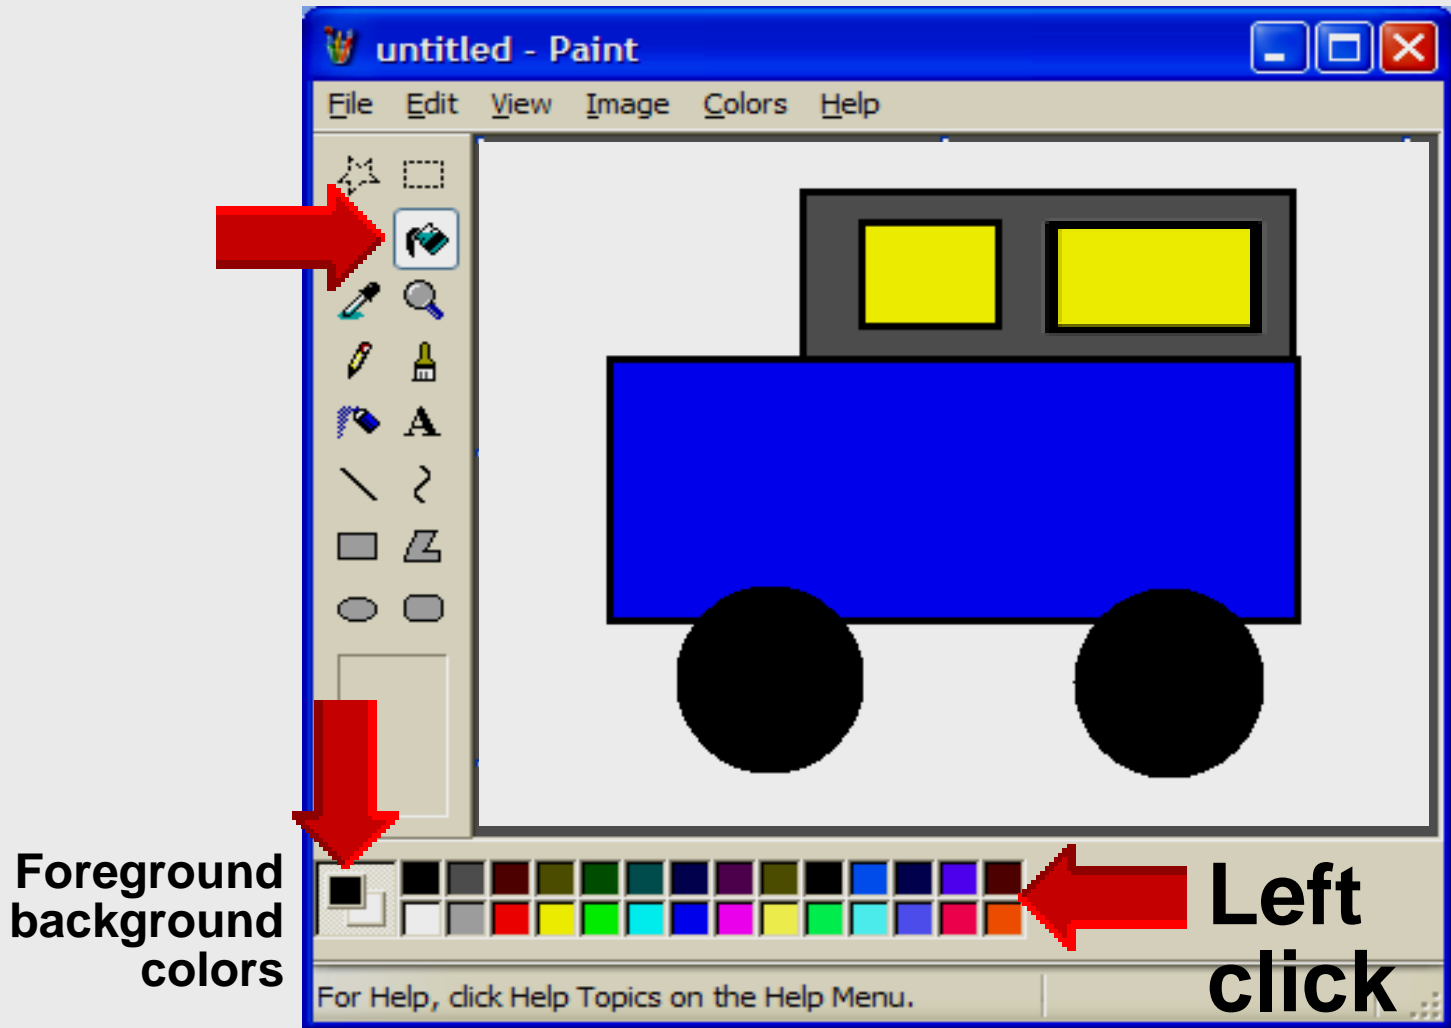 untitled - Paint
File Edit View Image Colors Help
A
Foreground
background
colors
Left
click
For Help, click Help Topics on the Help Menu.